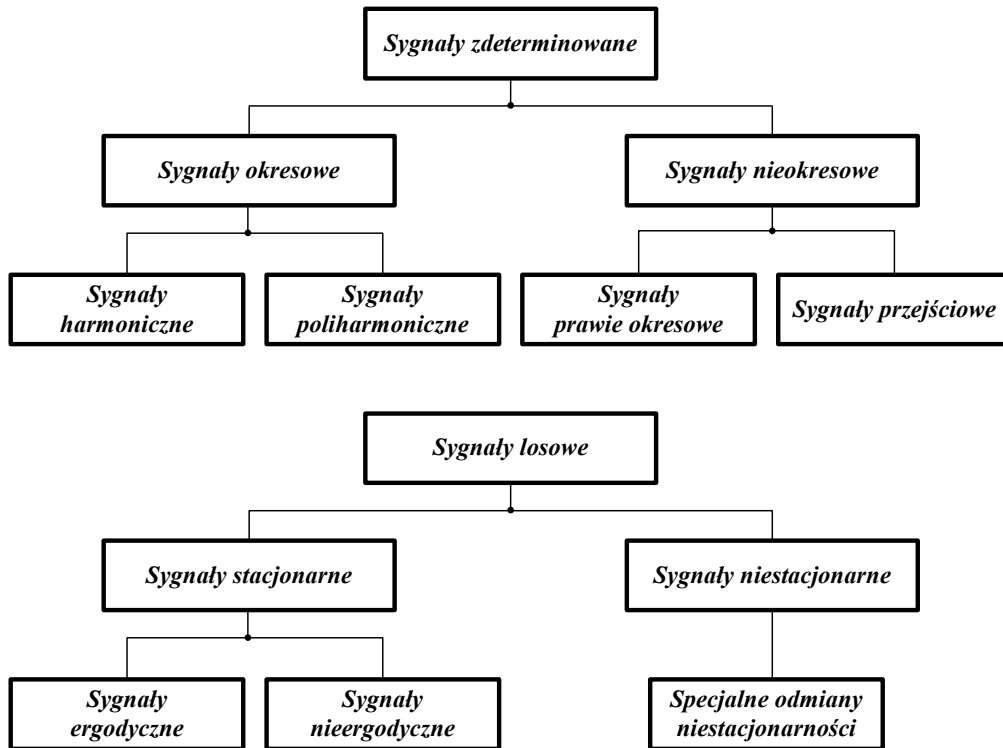 Sygnały zdeterminowane
Sygnały okresowe
Sygnały nieokresowe
Sygnały
harmoniczne
Sygnały
poliharmoniczne
Sygnały
prawie okresowe
Sygnały przejściowe
Sygnały losowe
Sygnały stacjonarne
Sygnały niestacjonarne
Sygnały
ergodyczne
Sygnały
nieergodyczne
Specjalne odmiany
niestacjonarności